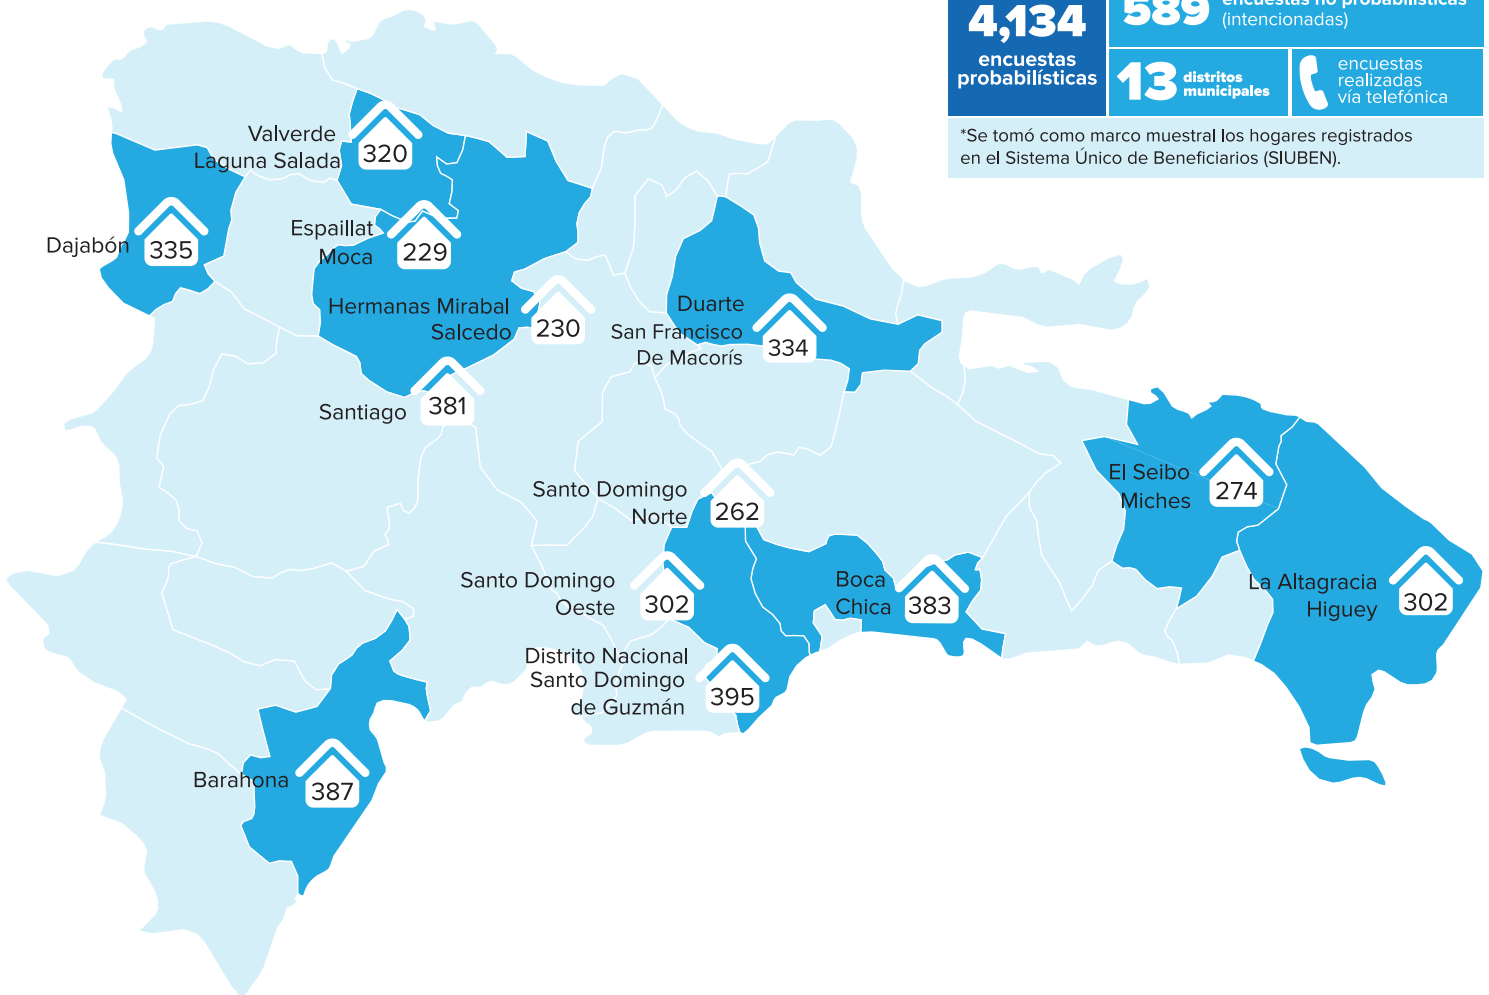 4,134
encuestas
probabilísticas
589
encuestas no probabilísticas
(intencionadas)
13
distritos
municipales
encuestas
realizadas
vía telefónica
*Se tomó como marco muestral los hogares registrados
en el Sistema Único de Beneficiarios (SIUBEN).
Valverde
Laguna Salada
320
Dajabón
335
Espaillat
Moca
229
Hermanas Mirabal
Salcedo
230
Duarte
San Francisco
De Macorís
334
Santiago
381
Santo Domingo
Norte
262
El Seibo
Miches
274
Santo Domingo
Oeste
302
Boca
Chica
383
La Altagracia
Higuey
302
Distrito Nacional
Santo Domingo
de Guzmán
395
Barahona
387